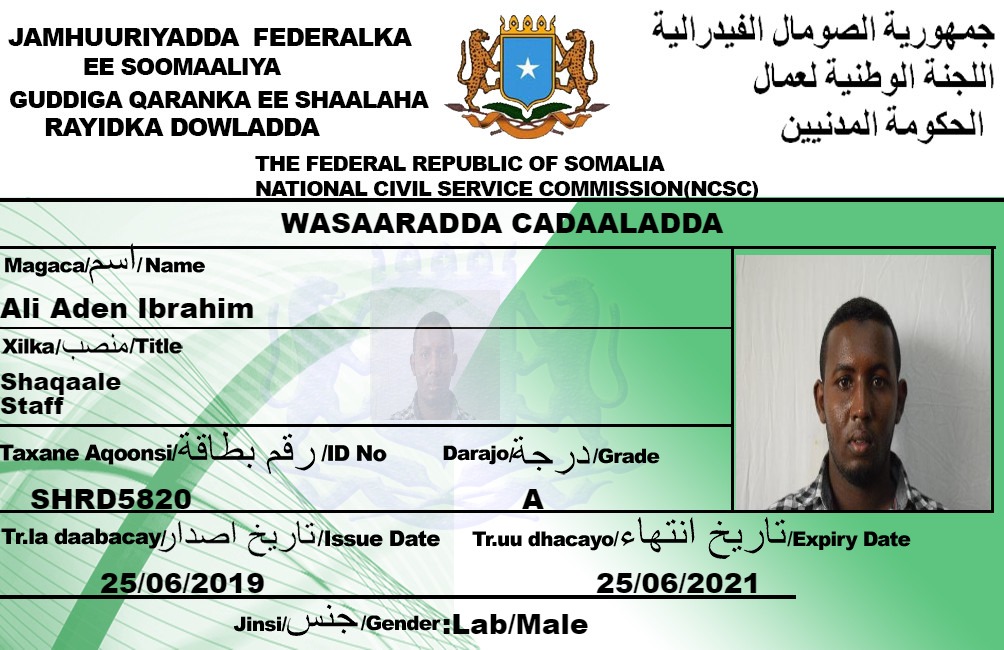 JAMHUURIYADDA FEDERALKA
EE SOOMAALIYA
GUDDIGA QARANKA EE SHAALAHA
RAYIDKA DOWLADDA
جمهورية الصومال الفيدرالية
اللجنة الوطنية لعمال
الحكومة المدنيين
THE FEDERAL REPUBLIC OF SOMALIA
NATIONAL CIVIL SERVICE COMMISSION(NCSC)
WASAARADDA CADAALADDA
Magaca/اسم/Name
Ali Aden Ibrahim
Xilka/منصب/Title
Shaqaale
Staff
Taxane Aqoonsi/رقم بطاقة/ID No
SHRD5820
Darajo/درجة/Grade
A
Tr.la daabacay/تاريخ اصدار/Issue Date
25/06/2019
Tr.uu dhacayo/تاريخ انتهاء/Expiry Date
25/06/2021
Jinsi/جنس/Gender:Lab/Male